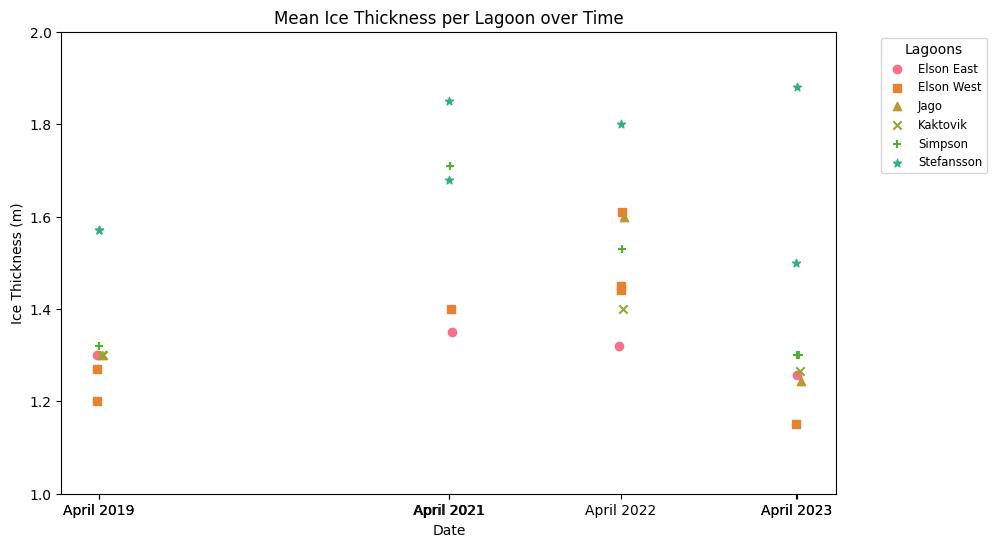 Mean Ice Thickness per Lagoon over Time
2.0
1.8
1.6
1.4
1.2
1.0
Ice Thickness (m)
April 2019
April 2021
April 2022
April 2023
Date
Lagoons
Elson East
Elson West
Jago
Kaktovik
Simpson
Stefansson